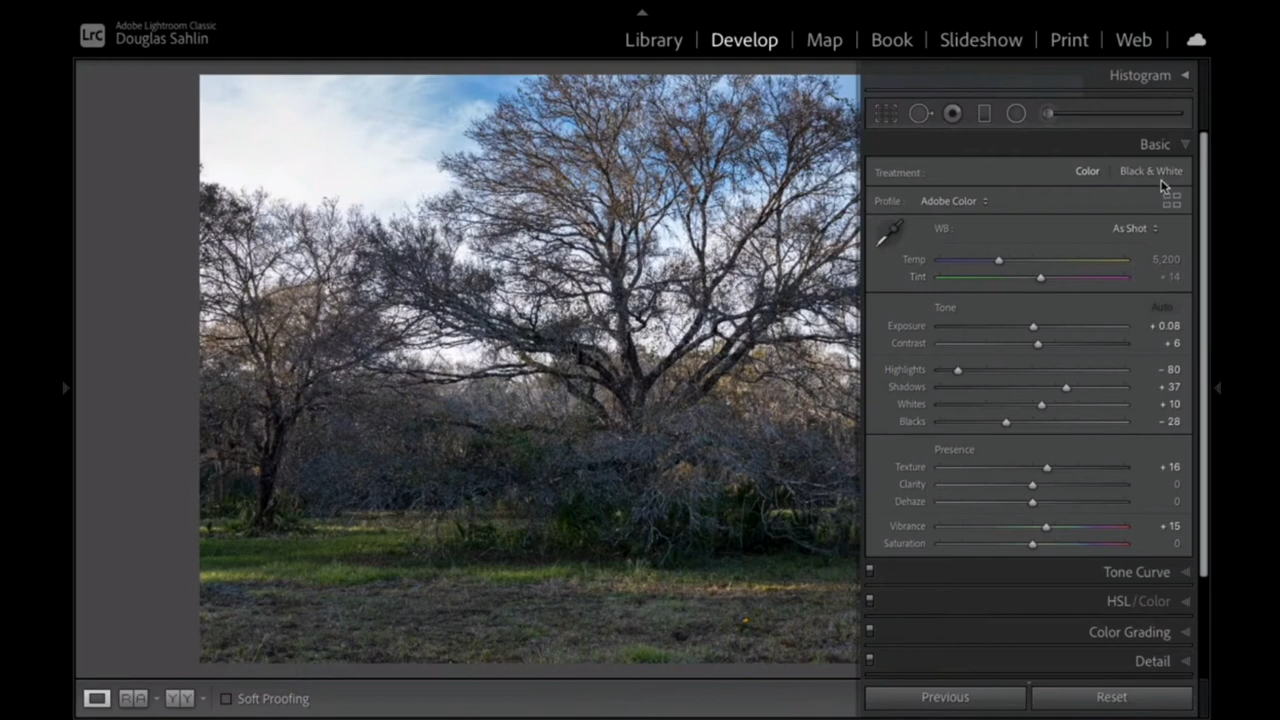 LrC
Adobe Lightroom Classic
Douglas Sahlin
Library | Develop | Map | Book | Slideshow | Print | Web |
Histogram
Basic
Treatment : Color | Black & White
Profile : Adobe Color
WB : As Shot
Temp 5,200
Tint + 14
Tone Auto
Exposure + 0.08
Contrast + 6
Highlights – 80
Shadows + 37
Whites + 10
Blacks – 28
Presence
Texture + 16
Clarity 0
Dehaze 0
Vibrance + 15
Saturation 0
Tone Curve
HSL / Color
Color Grading
Detail
RA YY Soft Proofing
Previous Reset